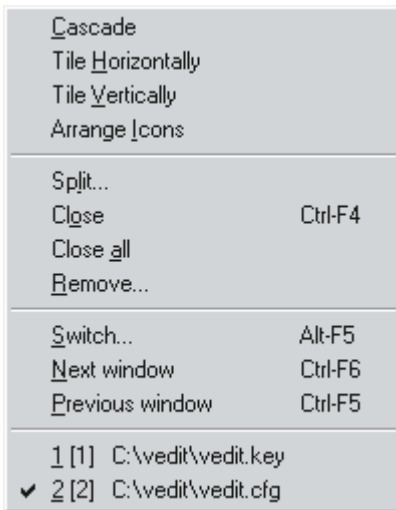 Cascade
Tile Horizontally
Tile Vertically
Arrange Icons
Split...
Close Ctrl-F4
Close all
Remove...
Switch... Alt-F5
Next window Ctrl-F6
Previous window Ctrl-F5
1 [1] C:\vedit\vedit.key
✔ 2 [2] C:\vedit\vedit.cfg